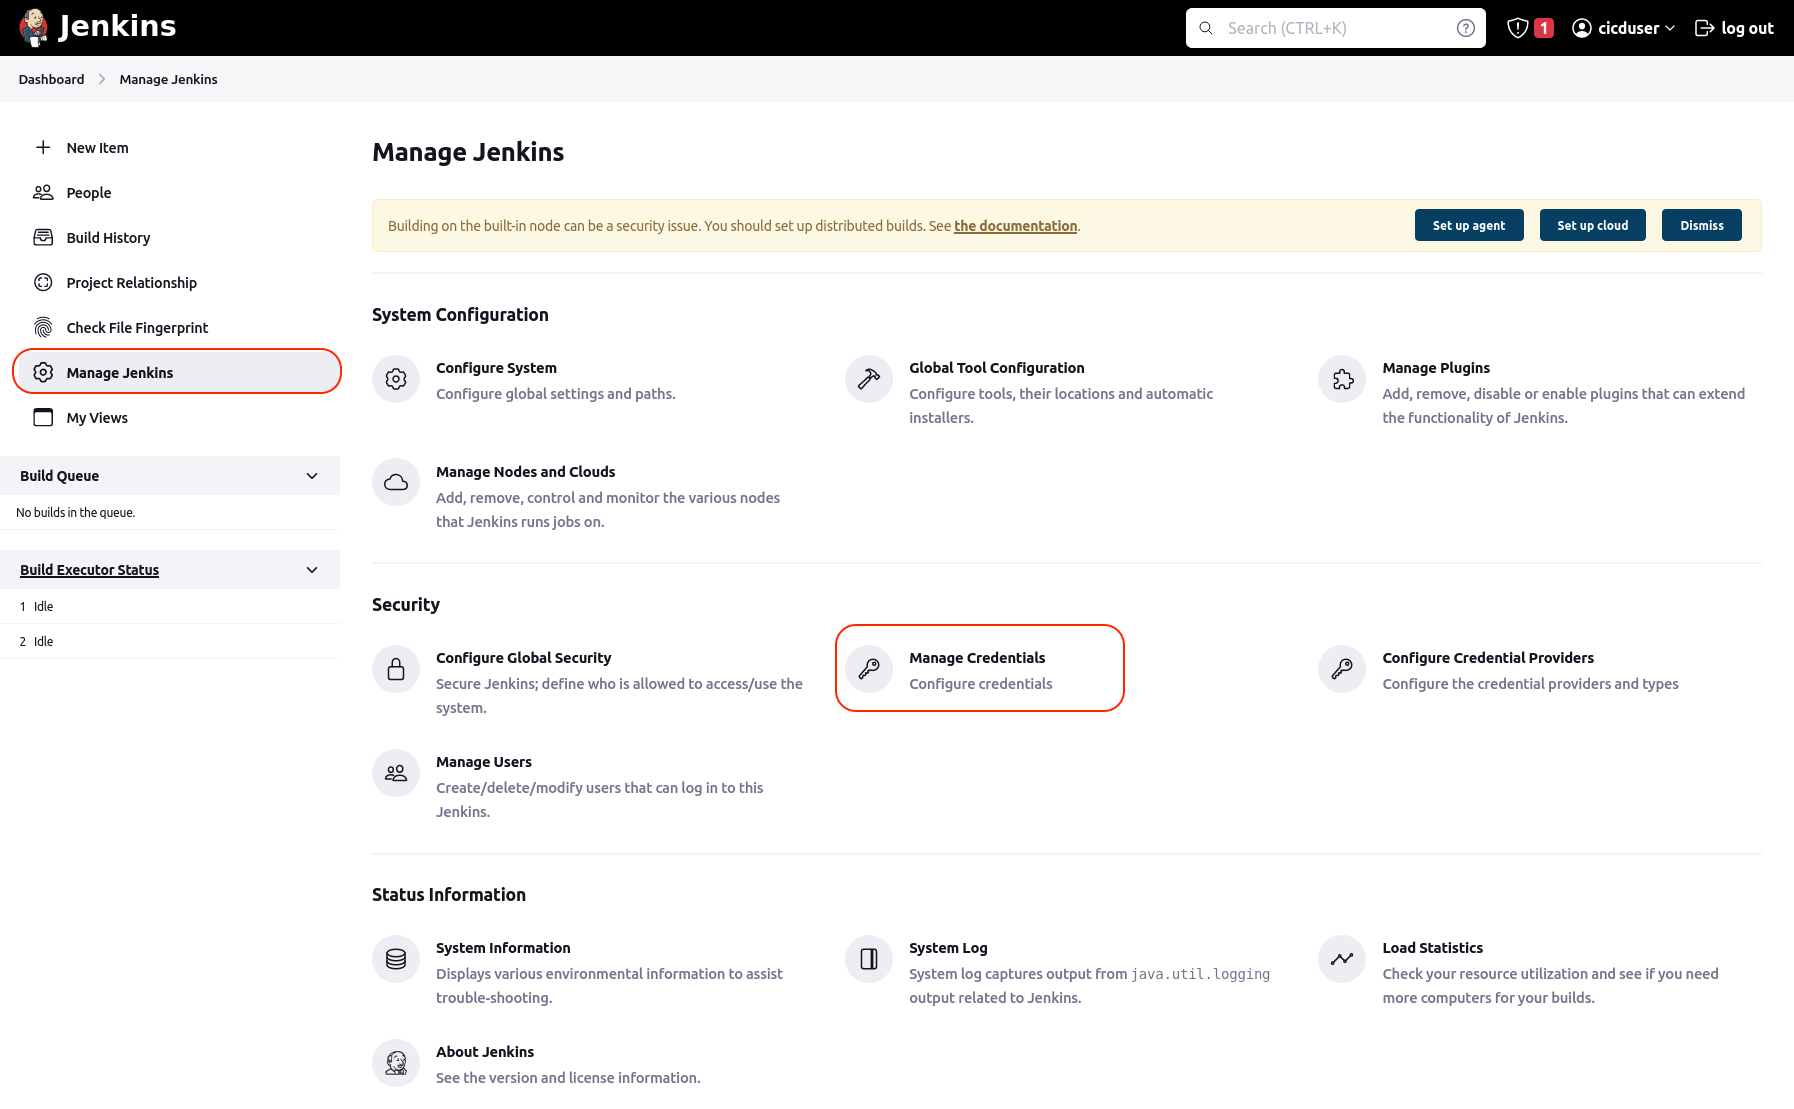 Jenkins
Search (CTRL+K)
1
cicduser
log out
Dashboard
Manage Jenkins
New Item
People
Build History
Project Relationship
Check File Fingerprint
Manage Jenkins
My Views
Build Queue
No builds in the queue.
Build Executor Status
1 Idle
2 Idle
Manage Jenkins
Building on the built-in node can be a security issue. You should set up distributed builds. See the documentation.
Set up agent
Set up cloud
Dismiss
System Configuration
Configure System
Configure global settings and paths.
Global Tool Configuration
Configure tools, their locations and automatic
installers.
Manage Plugins
Add, remove, disable or enable plugins that can extend
the functionality of Jenkins.
Manage Nodes and Clouds
Add, remove, control and monitor the various nodes
that Jenkins runs jobs on.
Security
Configure Global Security
Secure Jenkins; define who is allowed to access/use the
system.
Manage Credentials
Configure credentials
Configure Credential Providers
Configure the credential providers and types
Manage Users
Create/delete/modify users that can log in to this
Jenkins.
Status Information
System Information
Displays various environmental information to assist
trouble-shooting.
System Log
System log captures output from java.util.logging
output related to Jenkins.
Load Statistics
Check your resource utilization and see if you need
more computers for your builds.
About Jenkins
See the version and license information.